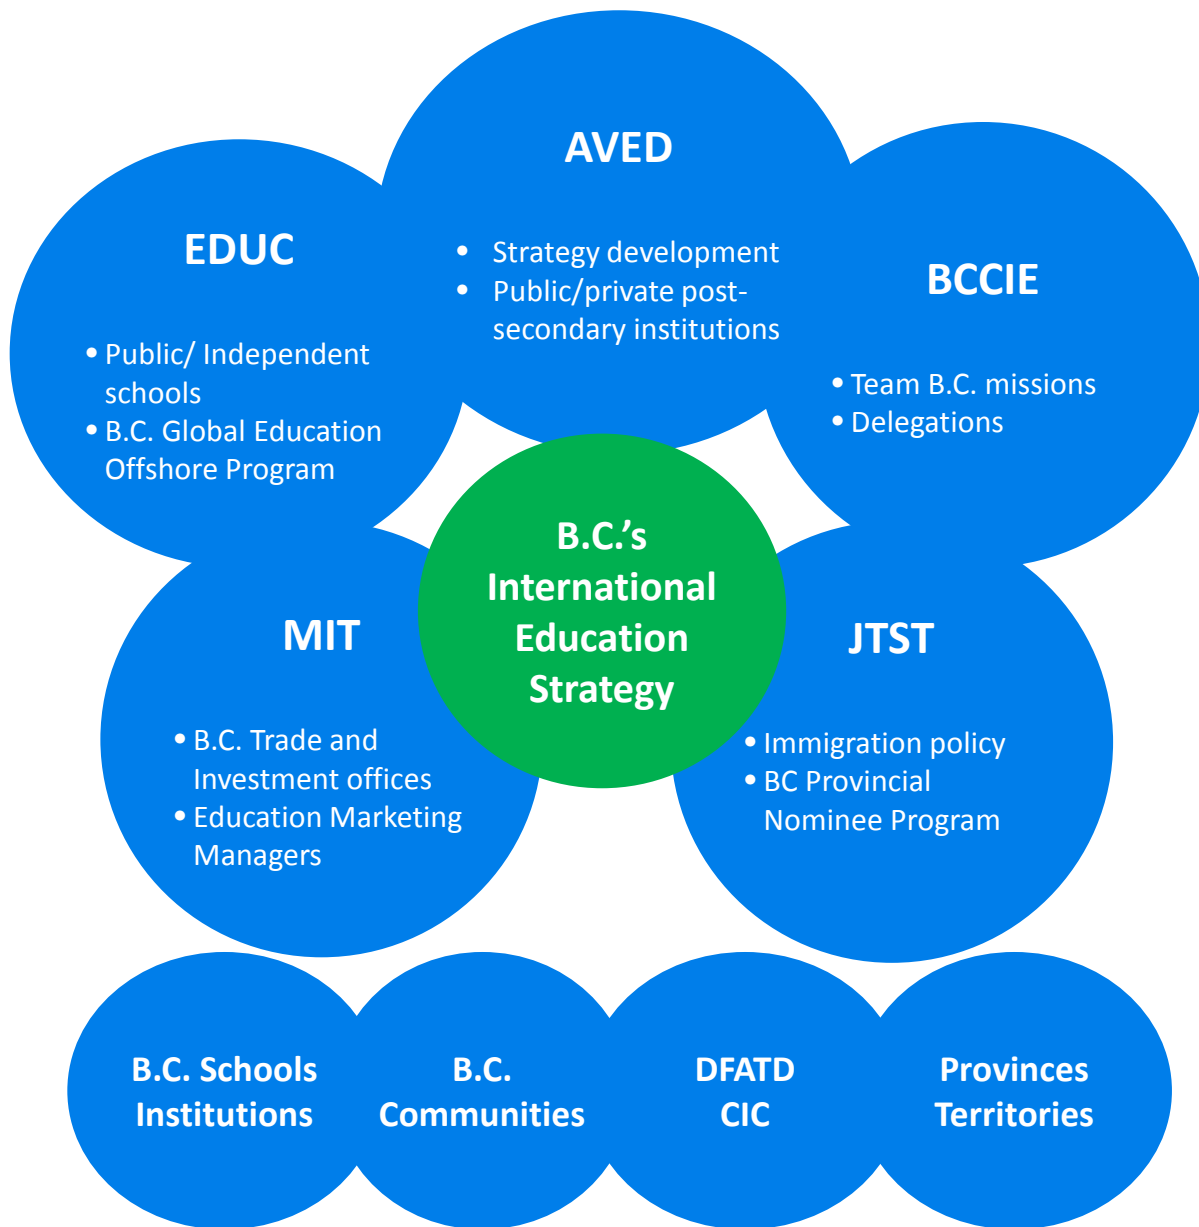 AVED
• Strategy development
• Public/private post-
secondary institutions
EDUC
• Public/ Independent
schools
• B.C. Global Education
Offshore Program
BCCIE
• Team B.C. missions
• Delegations
B.C.’s
International
Education
Strategy
MIT
• B.C. Trade and
Investment offices
• Education Marketing
Managers
JTST
• Immigration policy
• BC Provincial
Nominee Program
B.C. Schools
Institutions
B.C.
Communities
DFATD
CIC
Provinces
Territories